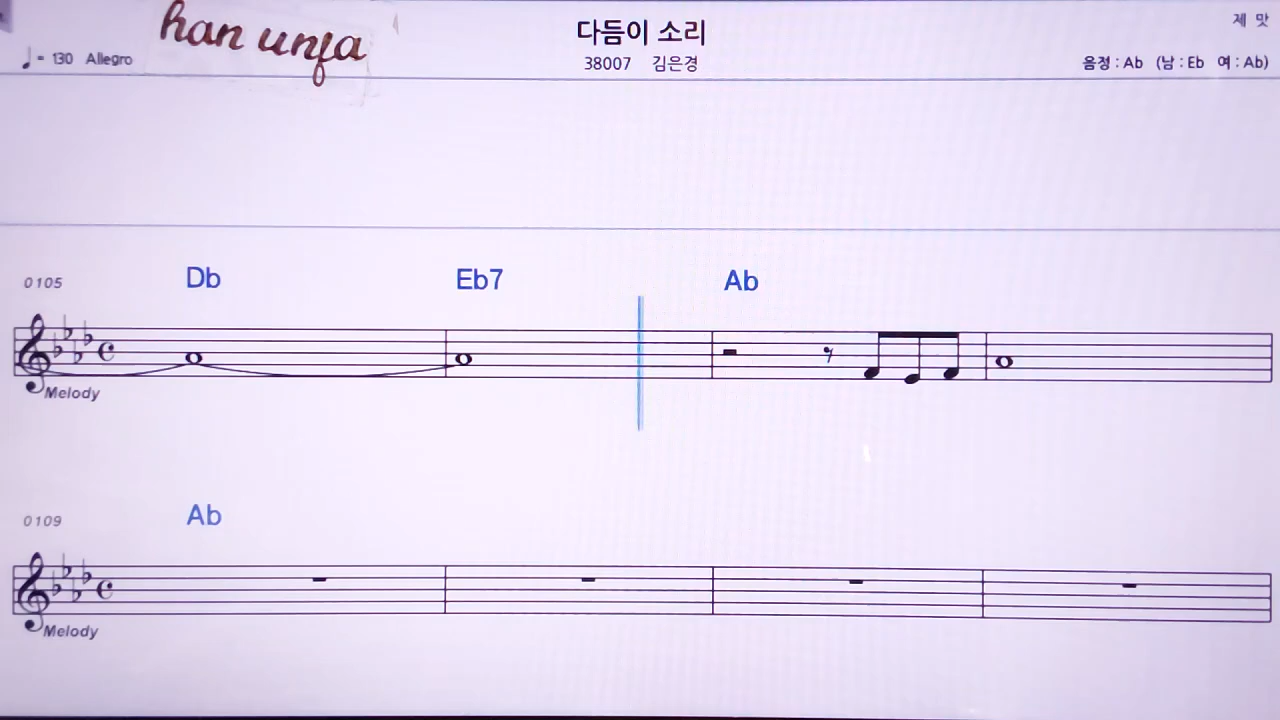 han unfa
다듬이 소리
제 맛
♩ = 130 Allegro
38007 김은경
음정 : Ab (남 : Eb 여 : Ab)
0105 Db Eb7 Ab
Melody
0109 Ab
Melody